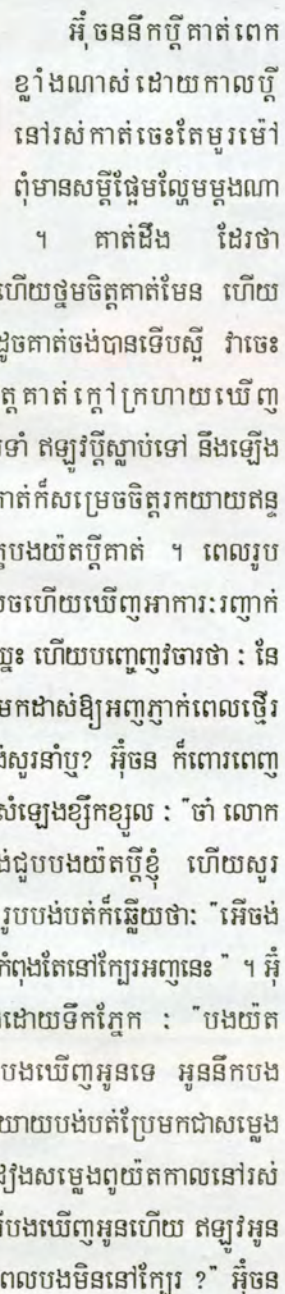 អ៊ុំ ចននឹកប្ដី គាត់ពេក
ខ្លាំងណាស់ ដោយកាលប្ដី
នៅរស់កាត់ចេះតែមួរម៉ៅ
ពុំមានសម្ដីផ្អែមល្ហែមម្ដងណា
។ គាត់ដឹង ដែរថា
ហើយថ្នមចិត្តគាត់មែន ហើយ
ដូចគាត់ចង់បានទើបស៊ី វាចេះ
គាត់ ក្ដៅក្រហាយឃើញ
ឥឡូវប្ដីស្លាប់ទៅ នឹងឡើង
គាត់ក៏សម្រេចចិត្តរកយាយឥន្ទ
បងយ៉តប្ដីគាត់ ។ ពេលរូប
ហើយឃើញអាការៈរញាក់
ហើយបញ្ចេញវាចារថា : នែ
មកដាស់ឱ្យអញភ្ញាក់ពេលថ្មើរ
សួរនាំឬ? អ៊ុំចន ក៏ពោរពេញ
សំឡេងខ្សឹកខ្សួល : "ចា៎ លោក
ជួបបងយ៉តប្ដីខ្ញុំ ហើយសួរ
រូបបង់បត់ក៏ឆ្លើយថា: "អើចង់
កំពុងតែនៅក្បែរអញនេះ " ។ អ៊ុំ
ដោយទឹកភ្នែក : "បងយ៉ត
បងឃើញអូនទេ អូននឹកបង
យាយបង់បត់ប្រែមកជាសម្លេង
សម្លេងពូយ៉តកាលនៅរស់
បងឃើញអូនហើយ ឥឡូវអូន
ពេលបងមិននៅក្បែរ ?" អ៊ុំចន